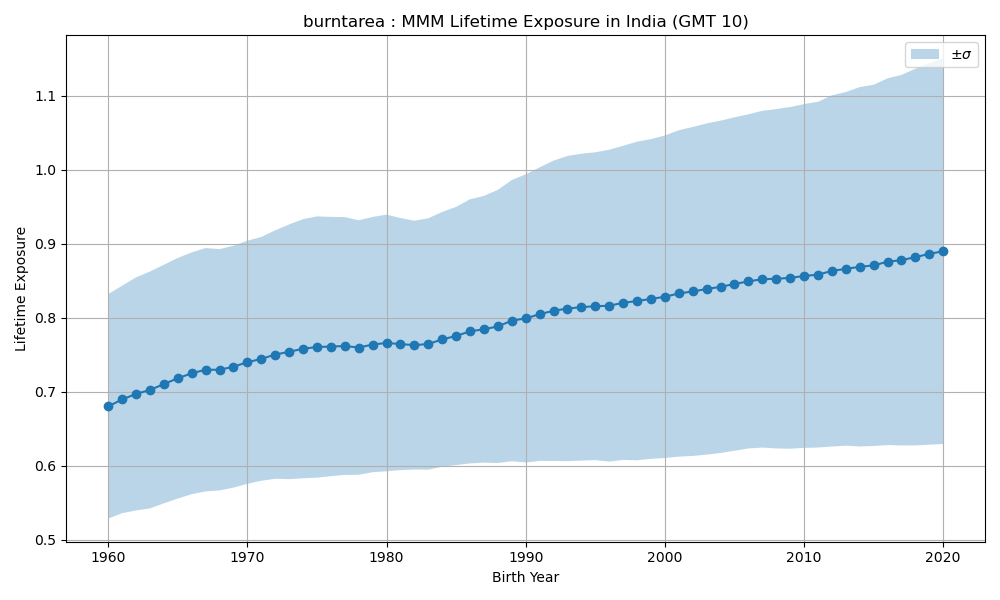 burntarea : MMM Lifetime Exposure in India (GMT 10)
±σ
Lifetime Exposure
1.1
1.0
0.9
0.8
0.7
0.6
0.5
1960 1970 1980 1990 2000 2010 2020
Birth Year